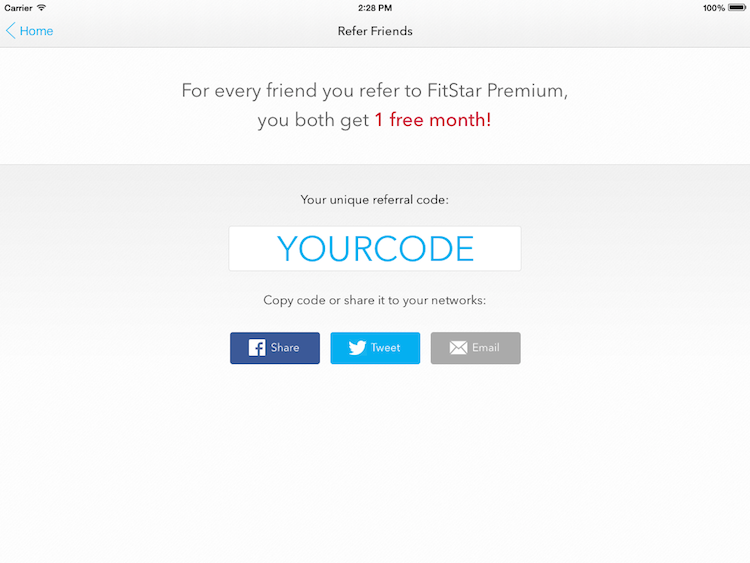 Carrier 2:28 PM 100%
Home Refer Friends
For every friend you refer to FitStar Premium,
you both get 1 free month!
Your unique referral code:
YOURCODE
Copy code or share it to your networks:
Share Tweet Email